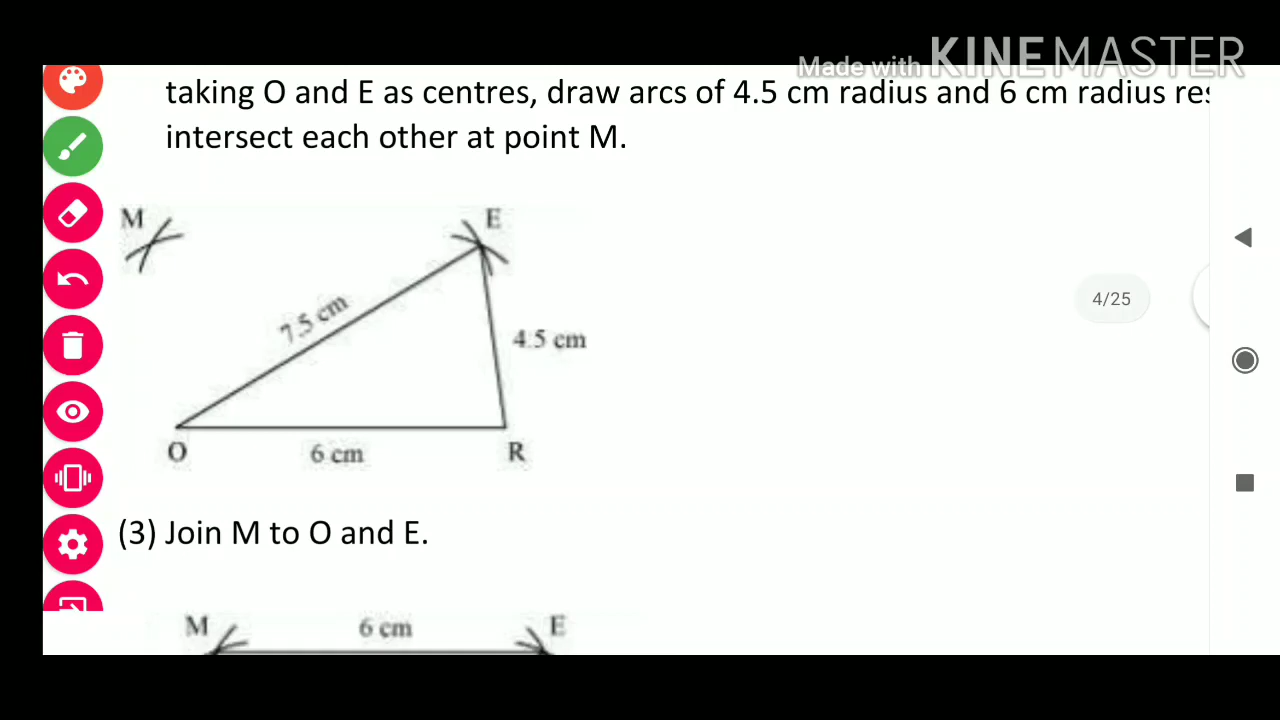 Made with KINEMASTER
taking O and E as centres, draw arcs of 4.5 cm radius and 6 cm radius
intersect each other at point M.
M
E
7.5 cm
4.5 cm
4/25
O
6 cm
R
(3) Join M to O and E.
M
6 cm
E